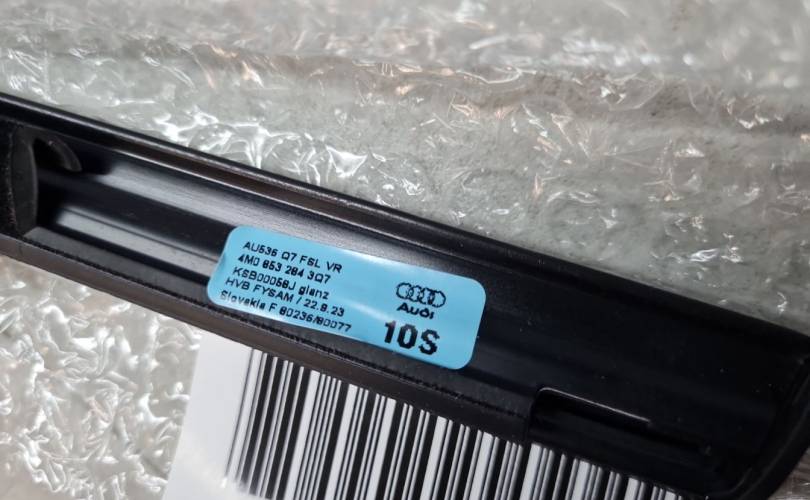 AU536 Q7 FSL VR
4M0 853 284 3Q7
KSB00058J glanz
HVB FYSAM / 22.8.23
Slovakia F 80236/80077
Audi
10S